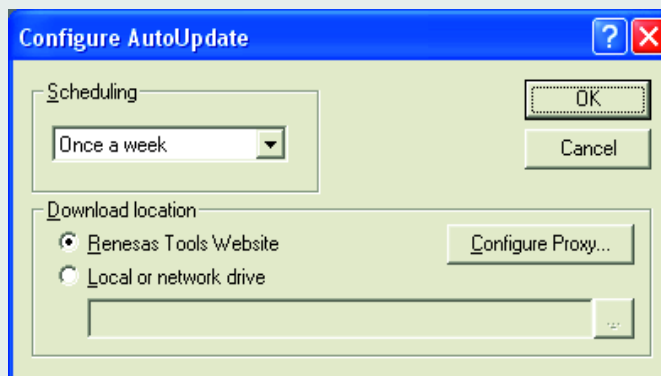 Configure AutoUpdate
?
Scheduling
Once a week
OK
Cancel
Download location
Renesas Tools Website
Configure Proxy...
Local or network drive
...